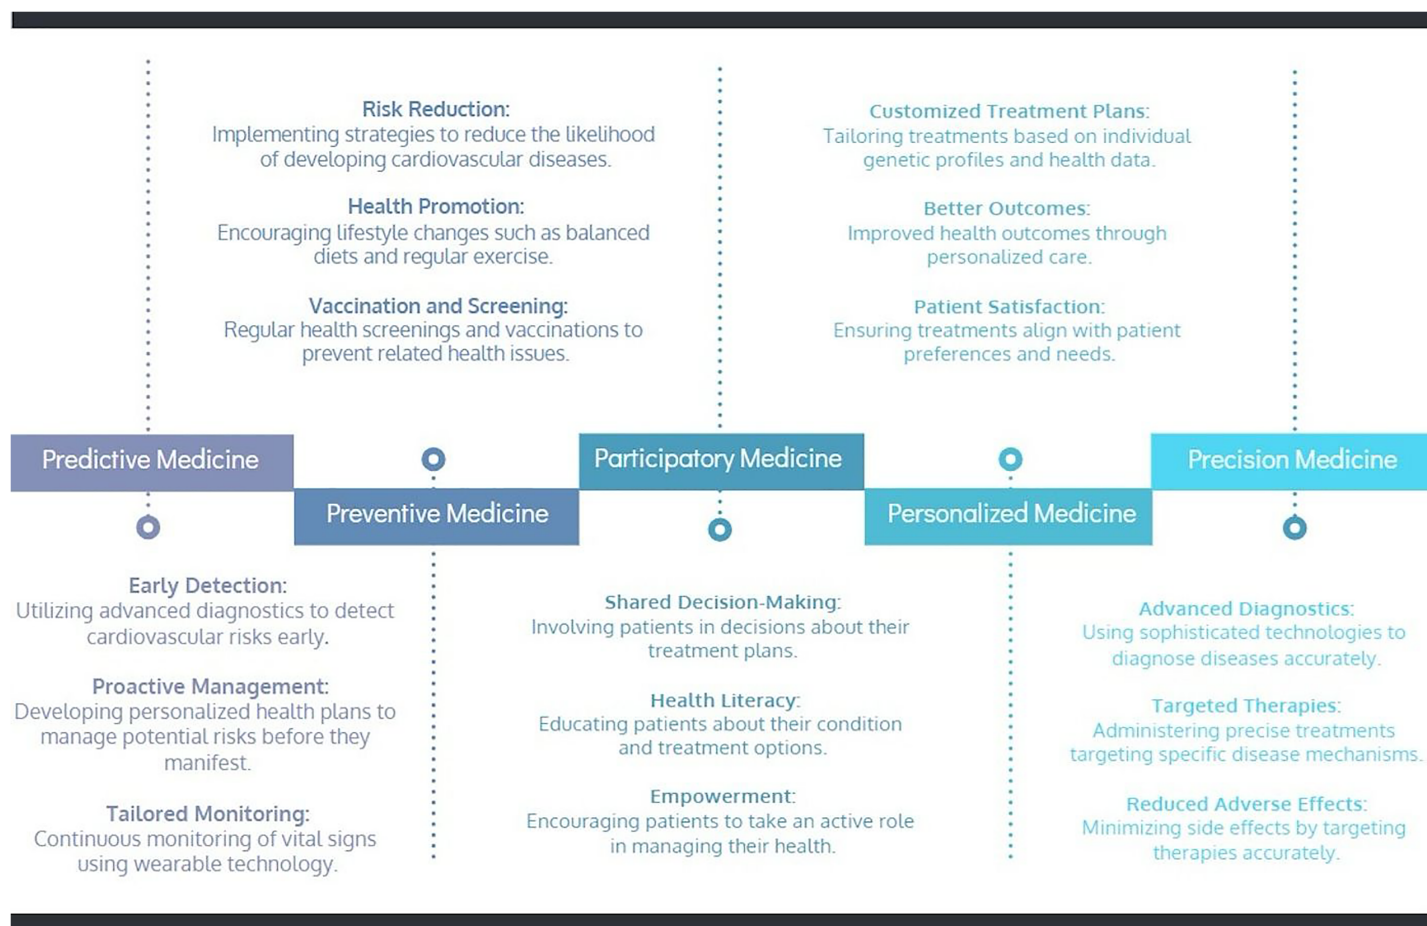 Risk Reduction:
Implementing strategies to reduce the likelihood
of developing cardiovascular diseases.
Health Promotion:
Encouraging lifestyle changes such as balanced
diets and regular exercise.
Vaccination and Screening:
Regular health screenings and vaccinations to
prevent related health issues.
Customized Treatment Plans:
Tailoring treatments based on individual
genetic profiles and health data.
Better Outcomes:
Improved health outcomes through
personalized care.
Patient Satisfaction:
Ensuring treatments align with patient
preferences and needs.
Predictive Medicine
Preventive Medicine
Participatory Medicine
Personalized Medicine
Precision Medicine
Early Detection:
Utilizing advanced diagnostics to detect
cardiovascular risks early.
Proactive Management:
Developing personalized health plans to
manage potential risks before they
manifest.
Tailored Monitoring:
Continuous monitoring of vital signs
using wearable technology.
Shared Decision-Making:
Involving patients in decisions about their
treatment plans.
Health Literacy:
Educating patients about their condition
and treatment options.
Empowerment:
Encouraging patients to take an active role
in managing their health.
Advanced Diagnostics:
Using sophisticated technologies to
diagnose diseases accurately.
Targeted Therapies:
Administering precise treatments
targeting specific disease mechanisms.
Reduced Adverse Effects:
Minimizing side effects by targeting
therapies accurately.